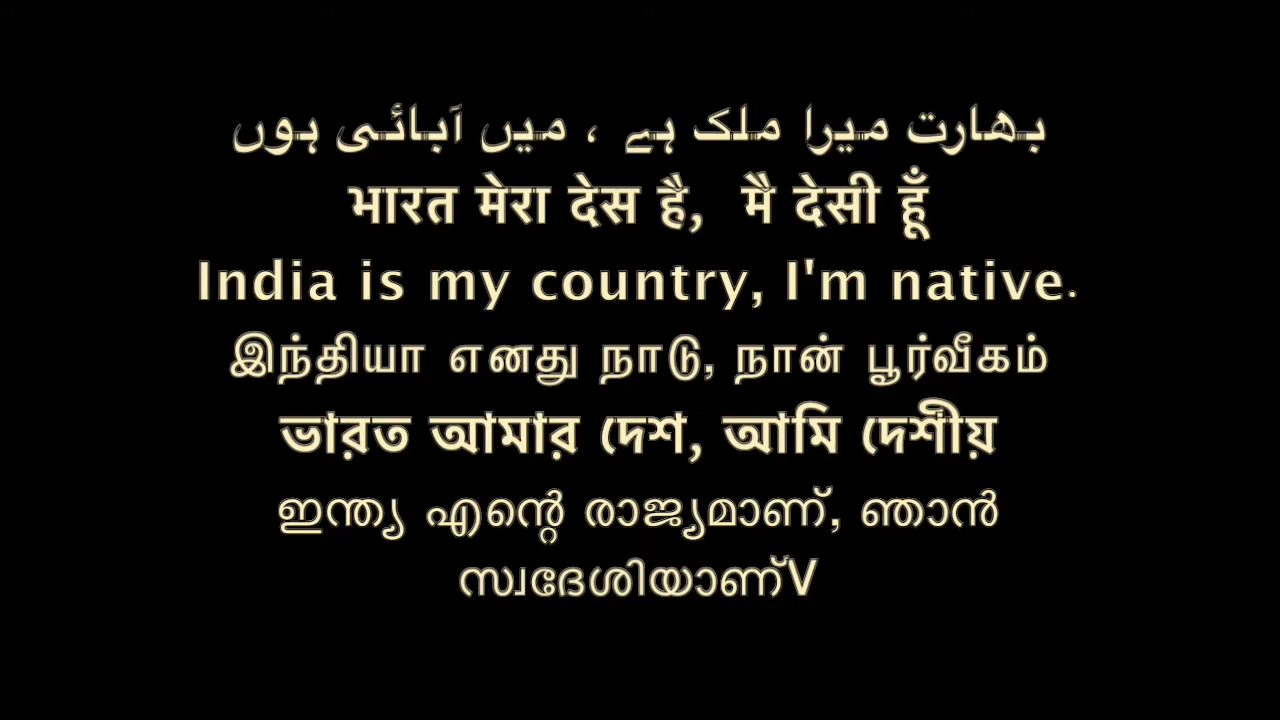 بھارت میرا ملک ہے ، میں آبائی ہوں
भारत मेरा देस है, मै देसी हूँ
India is my country, I'm native.
இந்தியா எனது நாடு, நான் பூர்வீகம்
ভারত আমার দেশ, আমি দেশীয়
ഇന്ത്യ എന്റെ രാജ്യമാണ്, ഞാൻ
സ്വദേശിയാണ്V